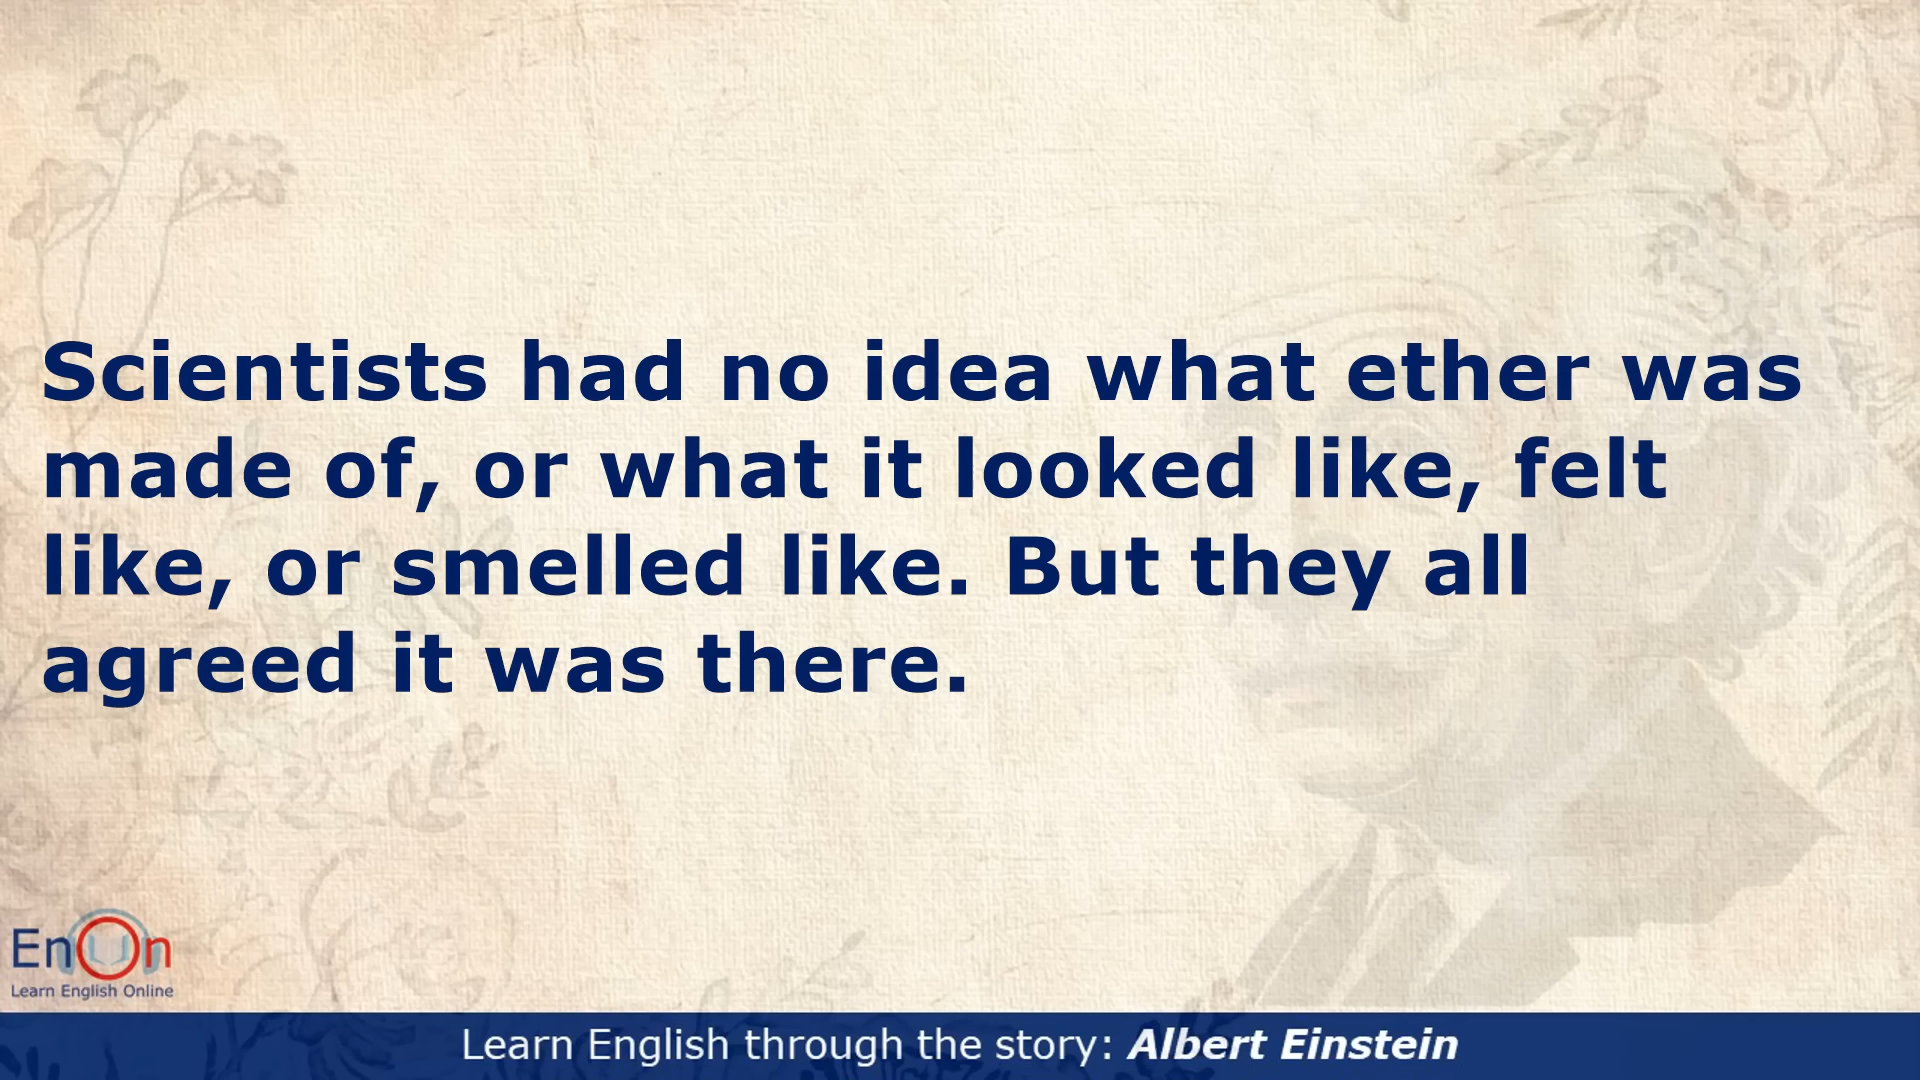 Scientists had no idea what ether was
made of, or what it looked like, felt
like, or smelled like. But they all
agreed it was there.
EnOn
Learn English Online
Learn English through the story: Albert Einstein